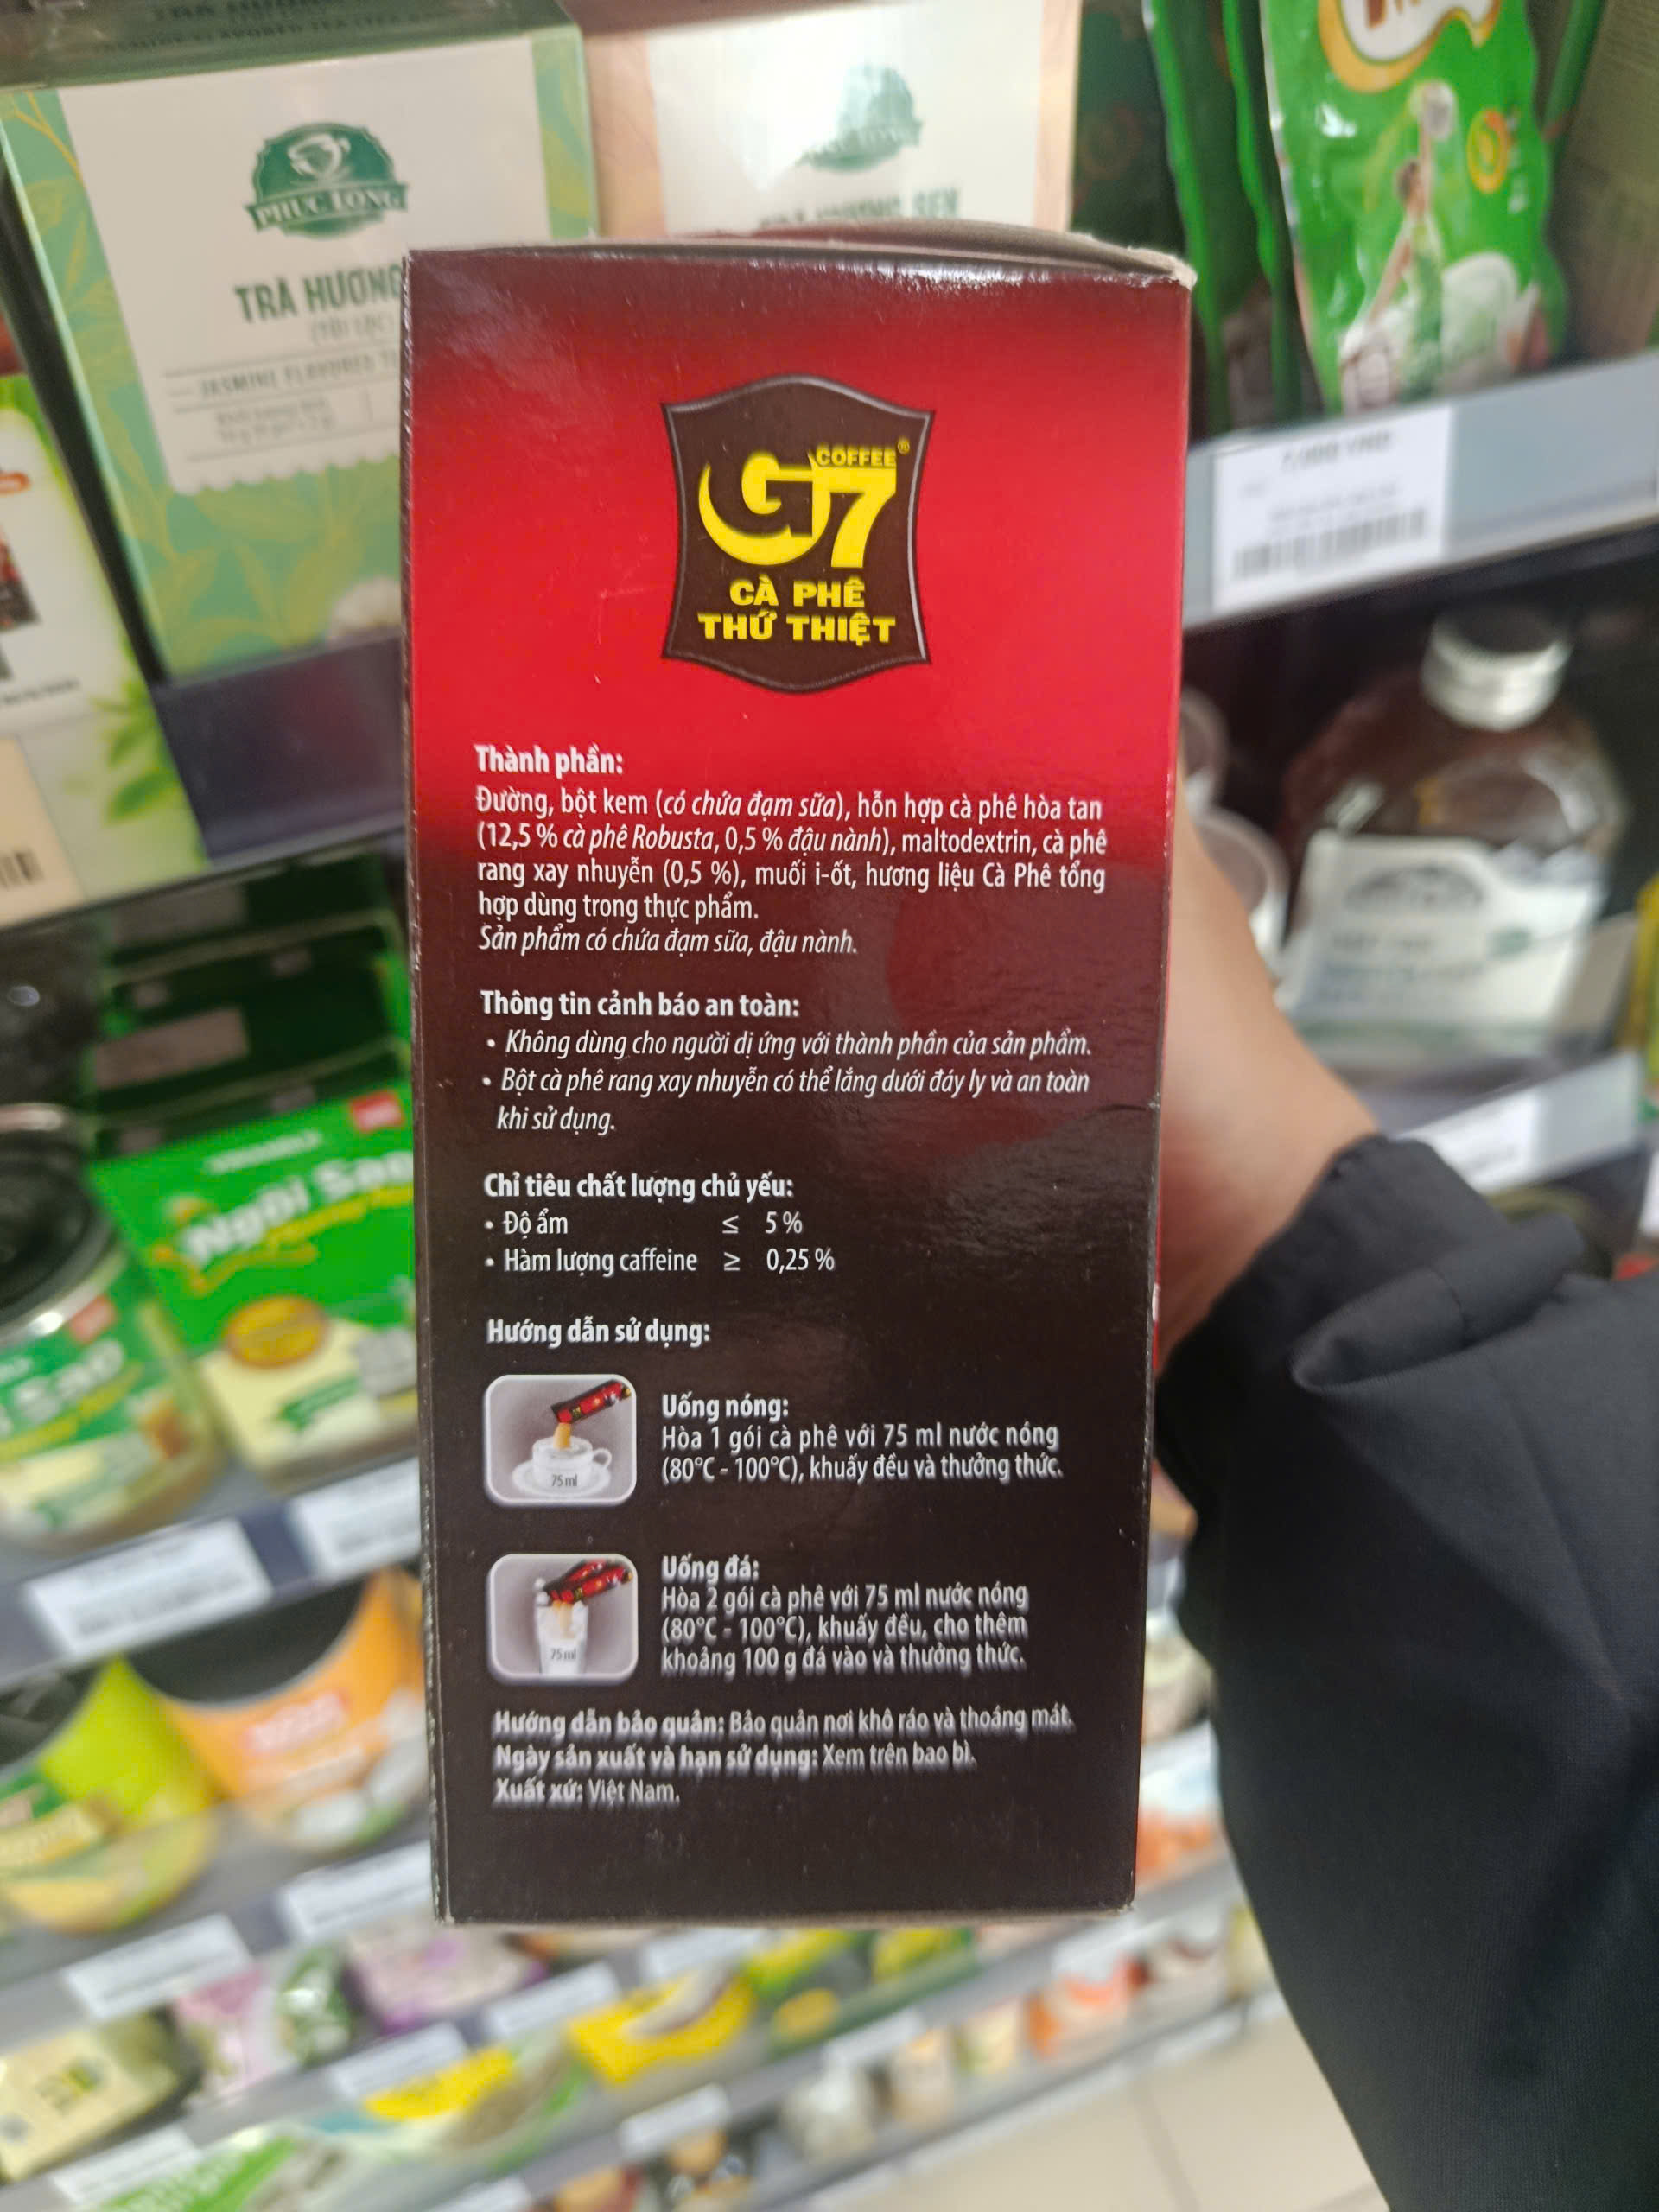 PHUC LONG
TRÀ HƯƠNG
JASMINE FLAVORED
COFFEE®
G7
CÀ PHÊ
THỨ THIỆT
Thành phần:
Đường, bột kem (có chứa đạm sữa), hỗn hợp cà phê hòa tan
(12,5 % cà phê Robusta, 0,5 % đậu nành), maltodextrin, cà phê
rang xay nhuyễn (0,5 %), muối i-ốt, hương liệu Cà Phê tổng
hợp dùng trong thực phẩm.
Sản phẩm có chứa đạm sữa, đậu nành.
Thông tin cảnh báo an toàn:
• Không dùng cho người dị ứng với thành phần của sản phẩm.
• Bột cà phê rang xay nhuyễn có thể lắng dưới đáy ly và an toàn
khi sử dụng.
Chỉ tiêu chất lượng chủ yếu:
• Độ ẩm ≤ 5 %
• Hàm lượng caffeine ≥ 0,25 %
Hướng dẫn sử dụng:
75 ml
Uống nóng:
Hòa 1 gói cà phê với 75 ml nước nóng
(80°C - 100°C), khuấy đều và thưởng thức.
75 ml
Uống đá:
Hòa 2 gói cà phê với 75 ml nước nóng
(80°C - 100°C), khuấy đều, cho thêm
khoảng 100 g đá vào và thưởng thức.
Hướng dẫn bảo quản: Bảo quản nơi khô ráo và thoáng mát.
Ngày sản xuất và hạn sử dụng: Xem trên bao bì.
Xuất xứ: Việt Nam.
Ngôi Sao